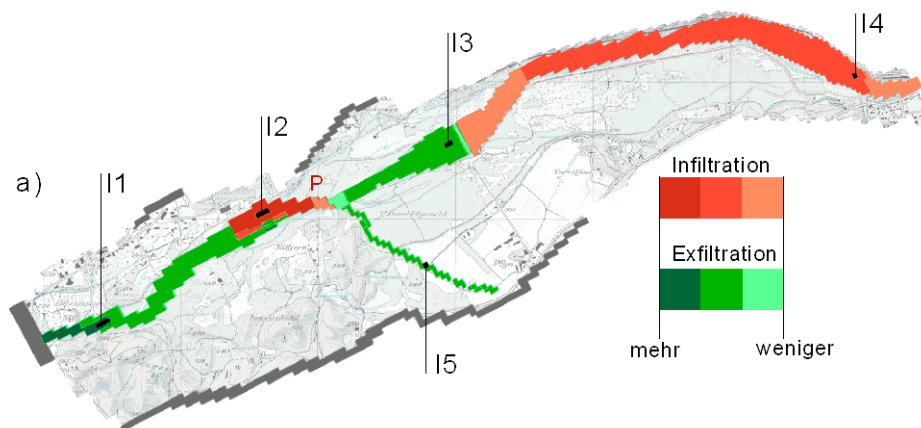 I3
I4
I2
a)
I1
P
Infiltration
Exfiltration
mehr
weniger
I5